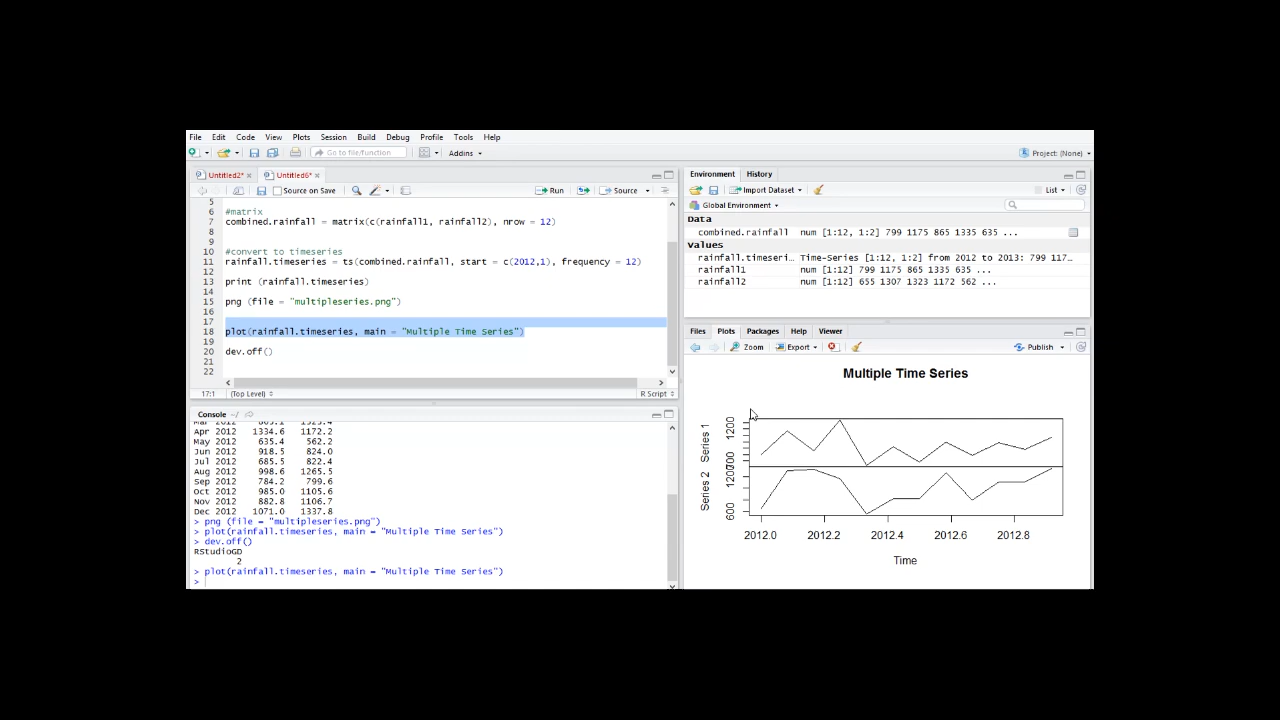 File Edit Code View Plots Session Build Debug Profile Tools Help
Go to file/function Addins Project: (None)
Untitled2* Untitled6*
Source on Save Run Source
5
6 #matrix
7 combined.rainfall = matrix(c(rainfall1, rainfall2), nrow = 12)
8
9
10 #convert to timeseries
11 rainfall.timeseries = ts(combined.rainfall, start = c(2012,1), frequency = 12)
12
13 print (rainfall.timeseries)
14
15 png (file = "multipleseries.png")
16
17
18 plot(rainfall.timeseries, main = "Multiple Time Series")
19
20 dev.off()
21
22
17:1 (Top Level) R Script
Console ~/
Mar 2012
Apr 2012 1334.6 1172.2
May 2012 635.4 562.2
Jun 2012 918.5 824.0
Jul 2012 685.5 822.4
Aug 2012 998.6 1265.5
Sep 2012 784.2 799.6
Oct 2012 985.0 1105.6
Nov 2012 882.8 1106.7
Dec 2012 1071.0 1337.8
> png (file = "multipleseries.png")
> plot(rainfall.timeseries, main = "Multiple Time Series")
> dev.off()
RStudioGD
2
> plot(rainfall.timeseries, main = "Multiple Time Series")
>
Environment History
Import Dataset List
Global Environment
Data
combined.rainfall num [1:12, 1:2] 799 1175 865 1335 635 ...
Values
rainfall.timeseri… Time-Series [1:12, 1:2] from 2012 to 2013: 799 117…
rainfall1 num [1:12] 799 1175 865 1335 635 ...
rainfall2 num [1:12] 655 1307 1323 1172 562 ...
Files Plots Packages Help Viewer
Zoom Export Publish
Multiple Time Series
Series 1
1200
Series 2
600
2012.0 2012.2 2012.4 2012.6 2012.8
Time